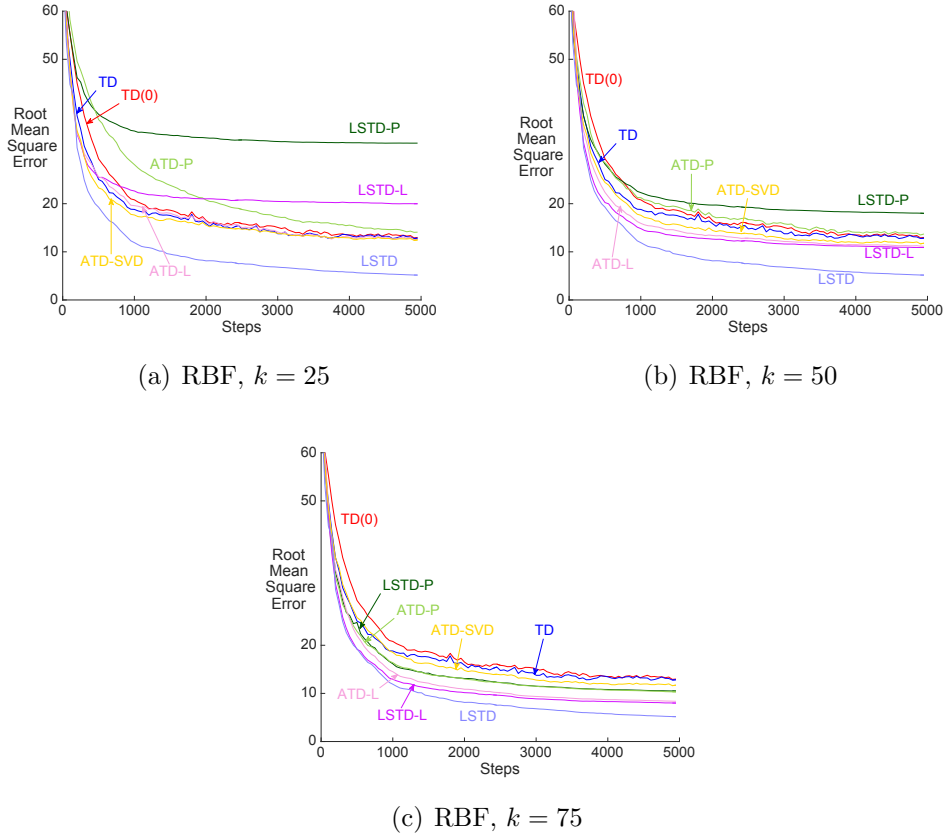 60
50
20
10
0
Root
Mean
Square
Error
TD
TD(0)
LSTD-P
ATD-P
LSTD-L
ATD-SVD
ATD-L
LSTD
0 1000 2000 3000 4000 5000
Steps
(a) RBF, k = 25
60
50
20
10
0
Root
Mean
Square
Error
TD(0)
TD
ATD-P
ATD-SVD
LSTD-P
ATD-L
LSTD-L
LSTD
0 1000 2000 3000 4000 5000
Steps
(b) RBF, k = 50
60
50
20
10
0
Root
Mean
Square
Error
TD(0)
LSTD-P
ATD-P
ATD-SVD
TD
ATD-L
LSTD-L
LSTD
0 1000 2000 3000 4000 5000
Steps
(c) RBF, k = 75